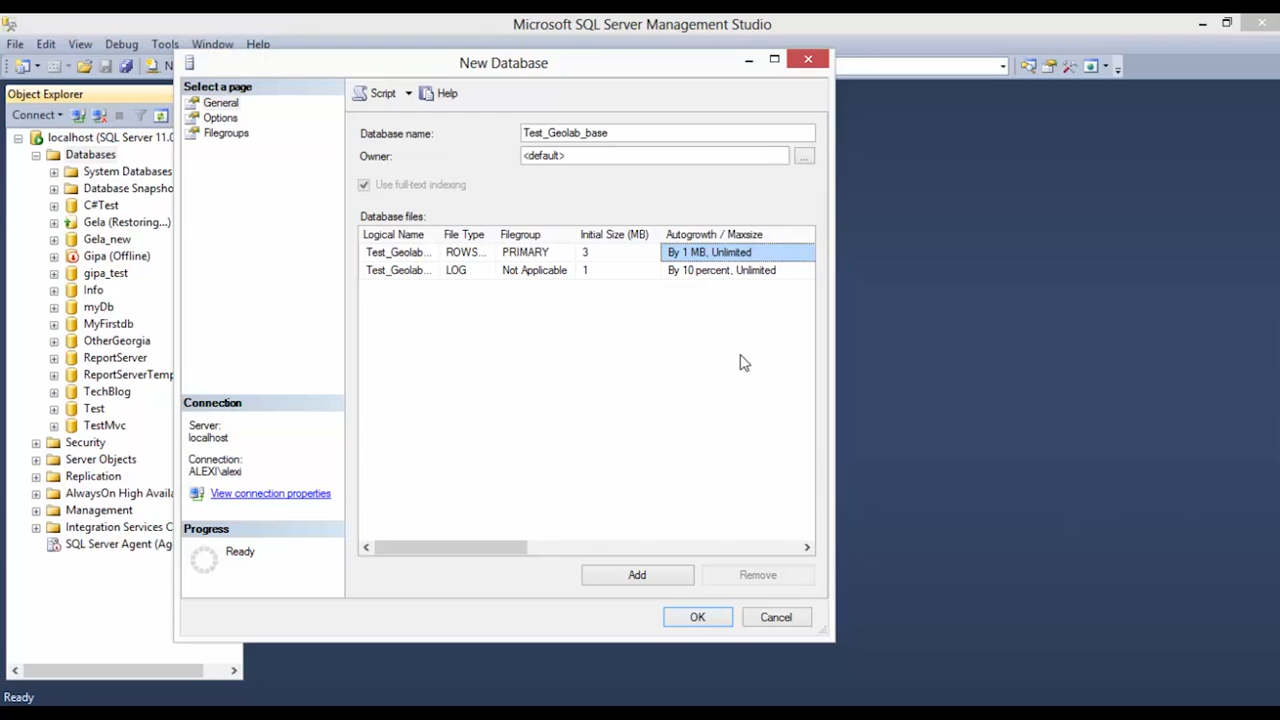 Microsoft SQL Server Management Studio
File Edit View Debug Tools Window Help
N
Object Explorer
Connect
localhost (SQL Server 11.0
Databases
System Databases
Database Snapsho
C#Test
Gela (Restoring...)
Gela_new
Gipa (Offline)
gipa_test
Info
myDb
MyFirstdb
OtherGeorgia
ReportServer
ReportServerTemp
TechBlog
Test
TestMvc
Security
Server Objects
Replication
AlwaysOn High Availa
Management
Integration Services C
SQL Server Agent (Ag
Ready
New Database
Select a page
General
Options
Filegroups
Connection
Server:
localhost
Connection:
ALEXI\alexi
View connection properties
Progress
Ready
Script Help
Database name: Test_Geolab_base
Owner: <default> ...
Use full-text indexing
Database files:
Logical Name File Type Filegroup Initial Size (MB) Autogrowth / Maxsize
Test_Geolab... ROWS... PRIMARY 3 By 1 MB, Unlimited
Test_Geolab... LOG Not Applicable 1 By 10 percent, Unlimited
Add Remove
OK Cancel